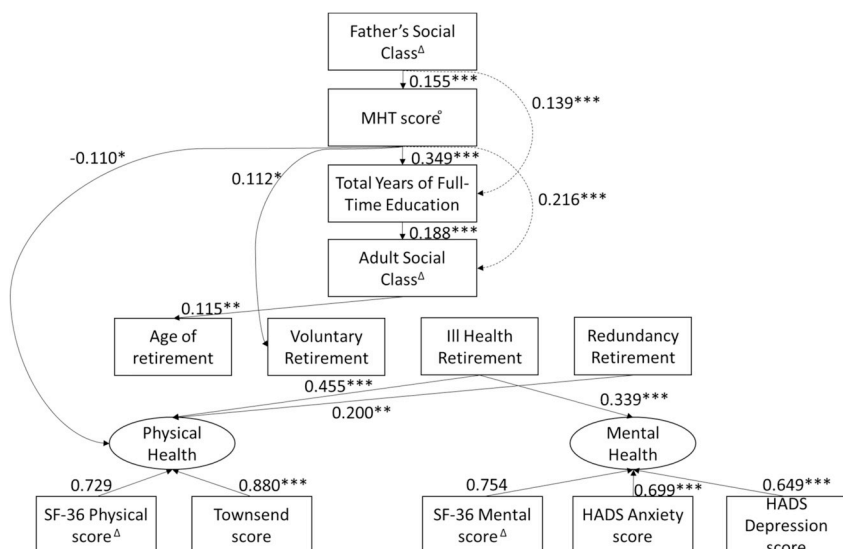 Father's Social
Class^Δ
0.155***
0.139***
MHT score°
-0.110*
0.349***
0.112*
Total Years of Full-
Time Education
0.216***
0.188***
Adult Social
Class^Δ
0.115**
Age of
retirement
Voluntary
Retirement
Ill Health
Retirement
Redundancy
Retirement
0.455***
0.200**
0.339***
Physical
Health
Mental
Health
0.729
0.880***
0.754
0.699***
0.649***
SF-36 Physical
score^Δ
Townsend
score
SF-36 Mental
score^Δ
HADS Anxiety
score
HADS
Depression
score